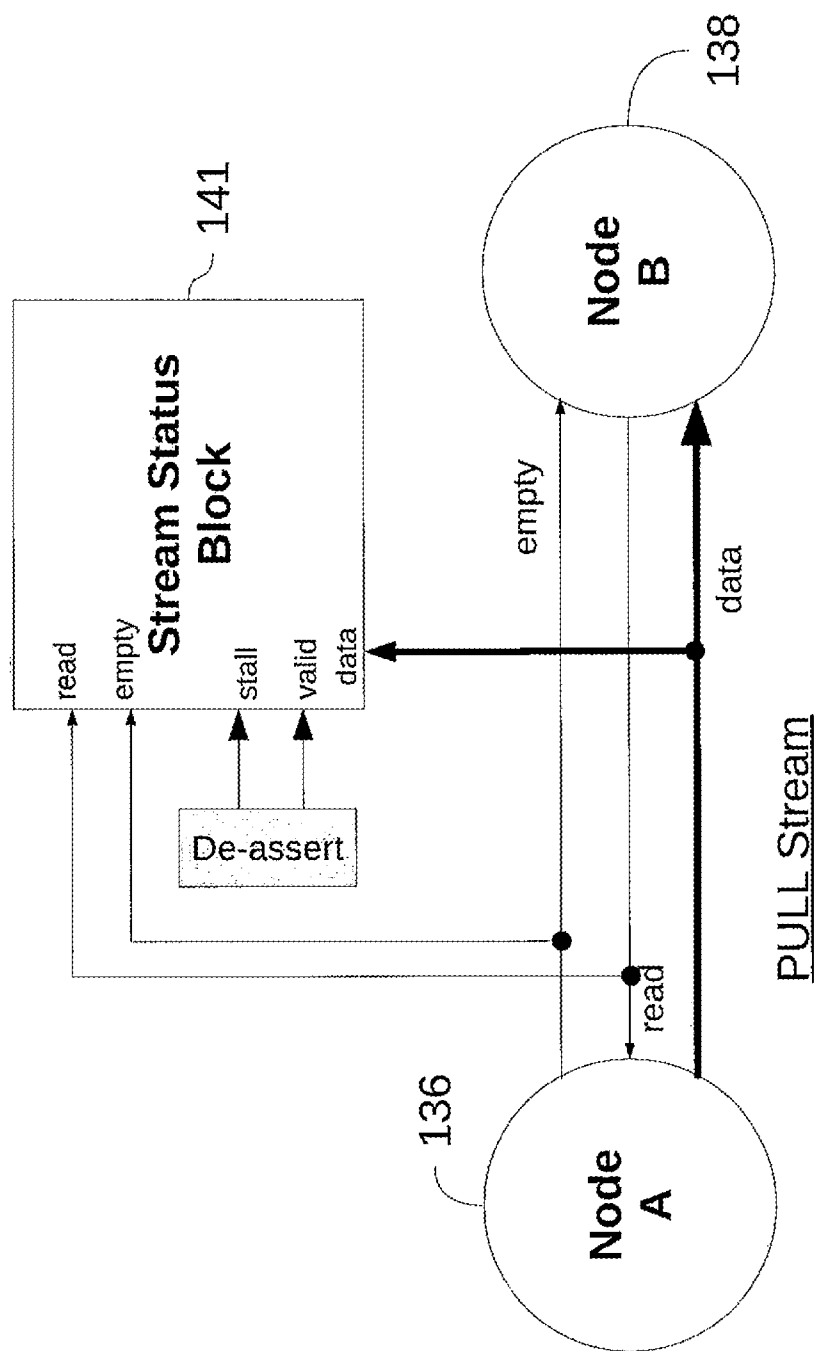 141
Stream Status
Block
read
empty
stall
valid
data
De-assert
136
138
Node
A
Node
B
empty
read
data
PULL Stream